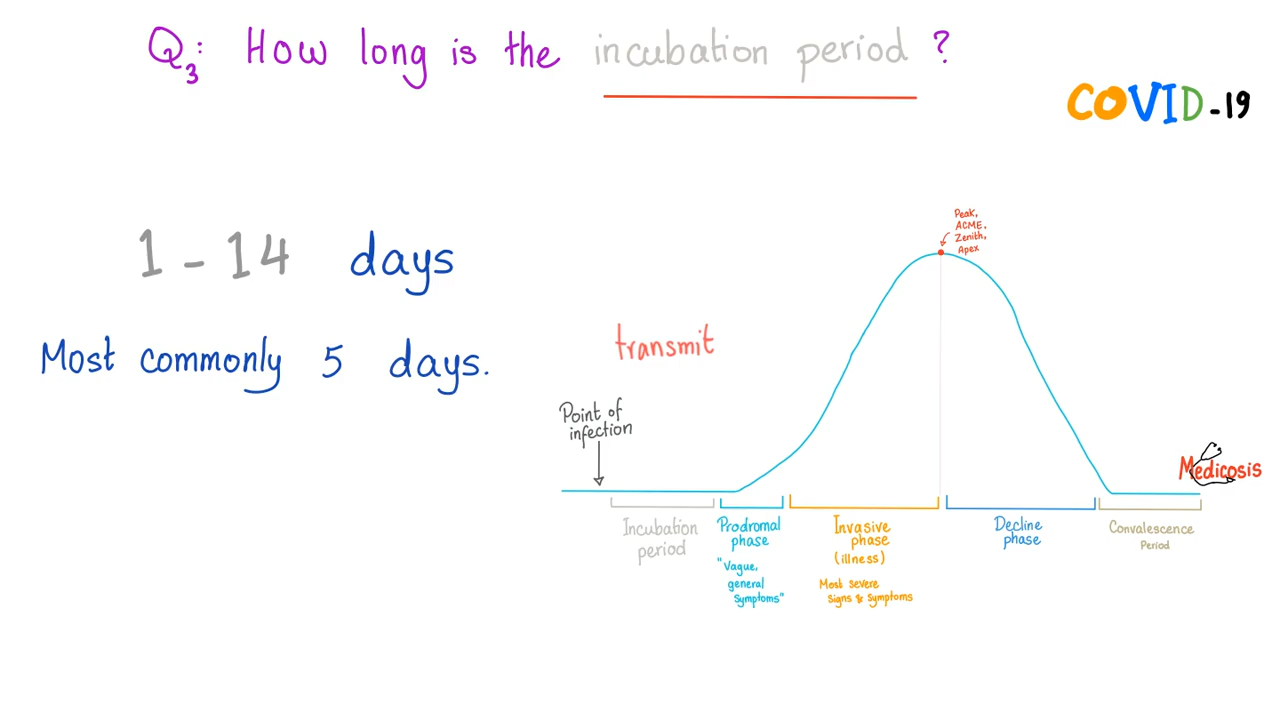 Q3: How long is the incubation period ?
COVID-19
1 - 14 days
Most commonly 5 days.
transmit
Peak,
ACME,
Zenith,
Apex
Point of
infection
Medicosis
Incubation
period
Prodromal
phase
"Vague,
general
symptoms"
Invasive
phase
(illness)
Most severe
signs & symptoms
Decline
phase
Convalescence
Period